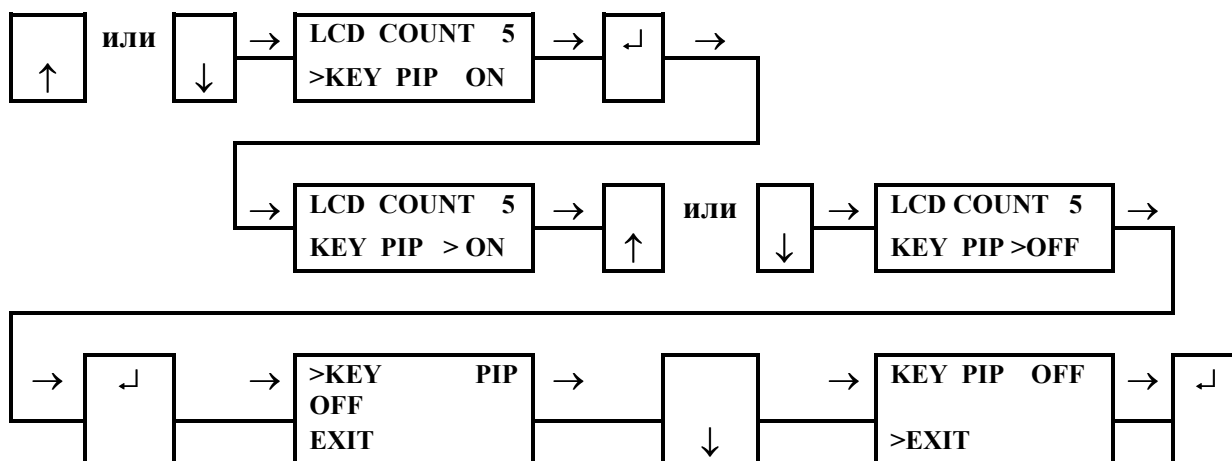 ↑ или ↓ → LCD COUNT 5 → ↵ →
>KEY PIP ON
→ LCD COUNT 5 → ↑ или ↓ → LCD COUNT 5 →
KEY PIP > ON
KEY PIP >OFF
→ ↵ → >KEY PIP → ↓ → KEY PIP OFF → ↵
OFF
EXIT
>EXIT